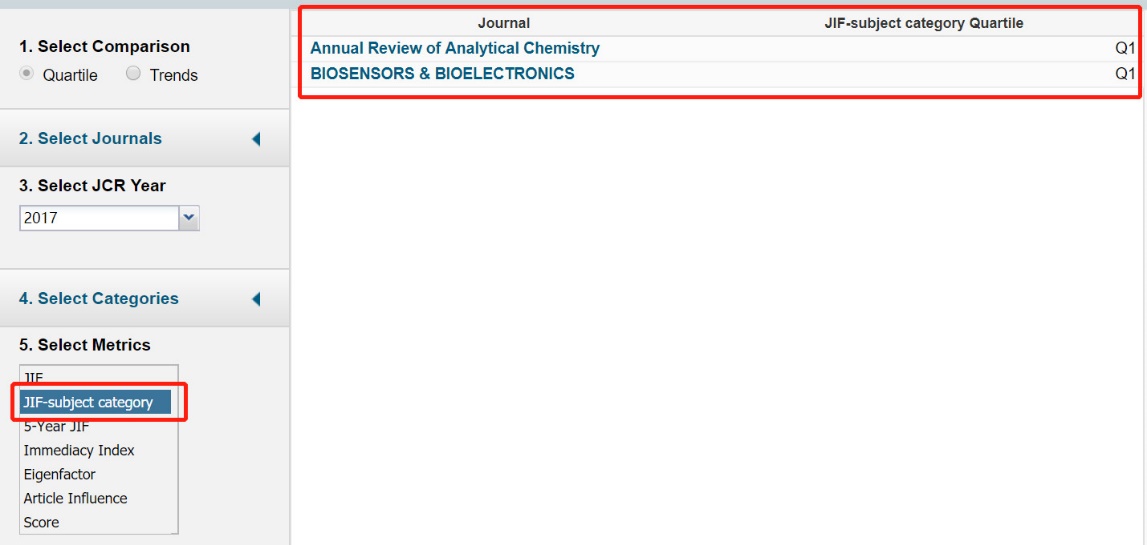 1. Select Comparison
Quartile Trends
2. Select Journals
3. Select JCR Year
2017
4. Select Categories
5. Select Metrics
JIF
JIF-subject category
5-Year JIF
Immediacy Index
Eigenfactor
Article Influence
Score
Journal JIF-subject category Quartile
Annual Review of Analytical Chemistry Q1
BIOSENSORS & BIOELECTRONICS Q1